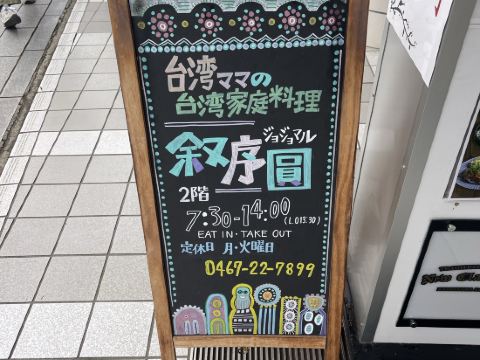 台湾ママの
台湾家庭料理
ジョジョマル
叙序圓
2階
7:30-14:00 (L.O13:30)
EAT IN・TAKE OUT
定休日 月・火曜日
0467-22-7899